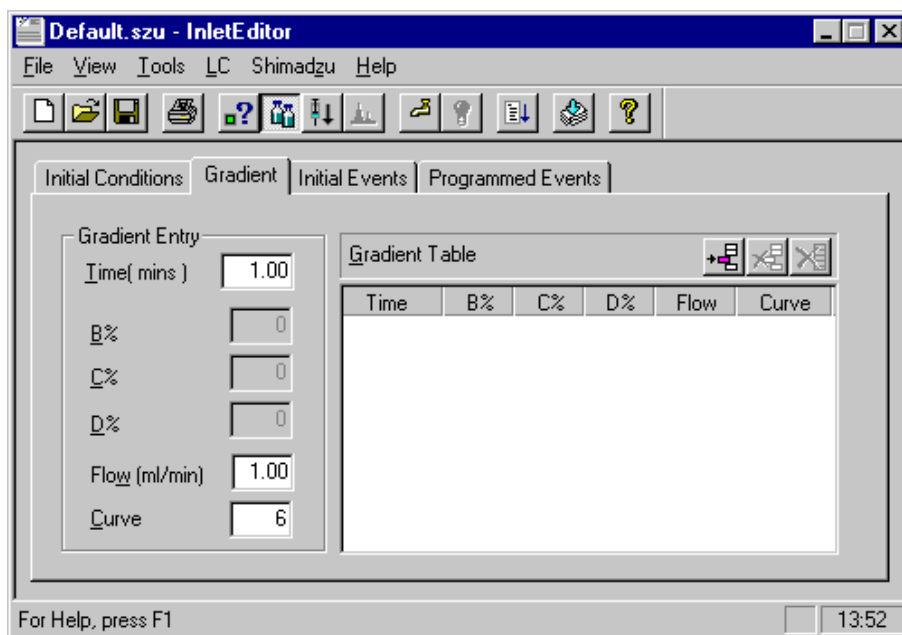 Default.szu - InletEditor
File View Tools LC Shimadzu Help
Initial Conditions Gradient Initial Events Programmed Events
Gradient Entry
Time( mins ) 1.00
B% 0
C% 0
D% 0
Flow (ml/min) 1.00
Curve 6
Gradient Table
Time B% C% D% Flow Curve
For Help, press F1 13:52